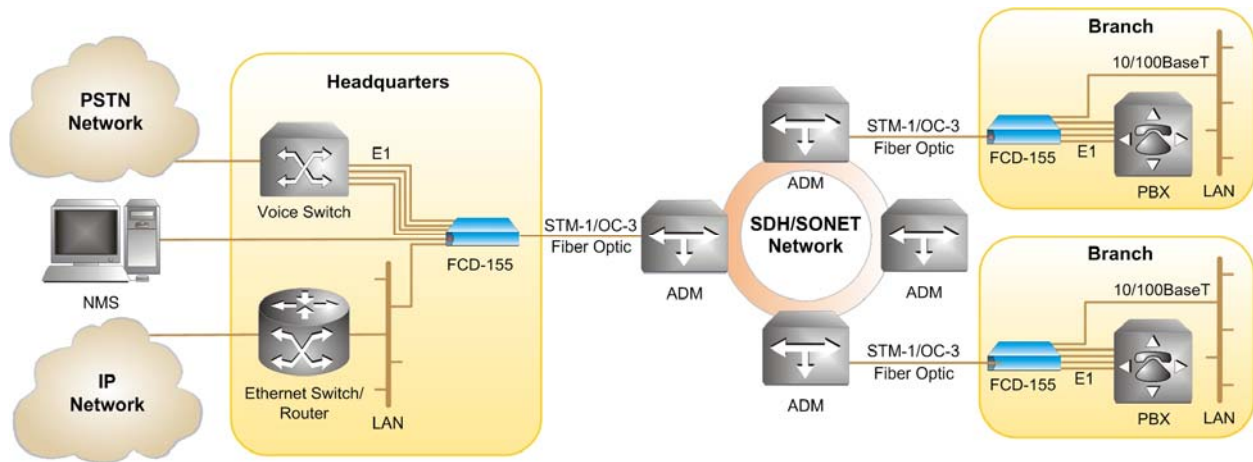 PSTN
Network
NMS
IP
Network
Headquarters
E1
Voice Switch
FCD-155
Ethernet Switch/
Router
LAN
STM-1/OC-3
Fiber Optic
ADM
ADM
SDH/SONET
Network
ADM
ADM
STM-1/OC-3
Fiber Optic
Branch
10/100BaseT
FCD-155
E1
PBX
LAN
STM-1/OC-3
Fiber Optic
Branch
10/100BaseT
FCD-155
E1
PBX
LAN